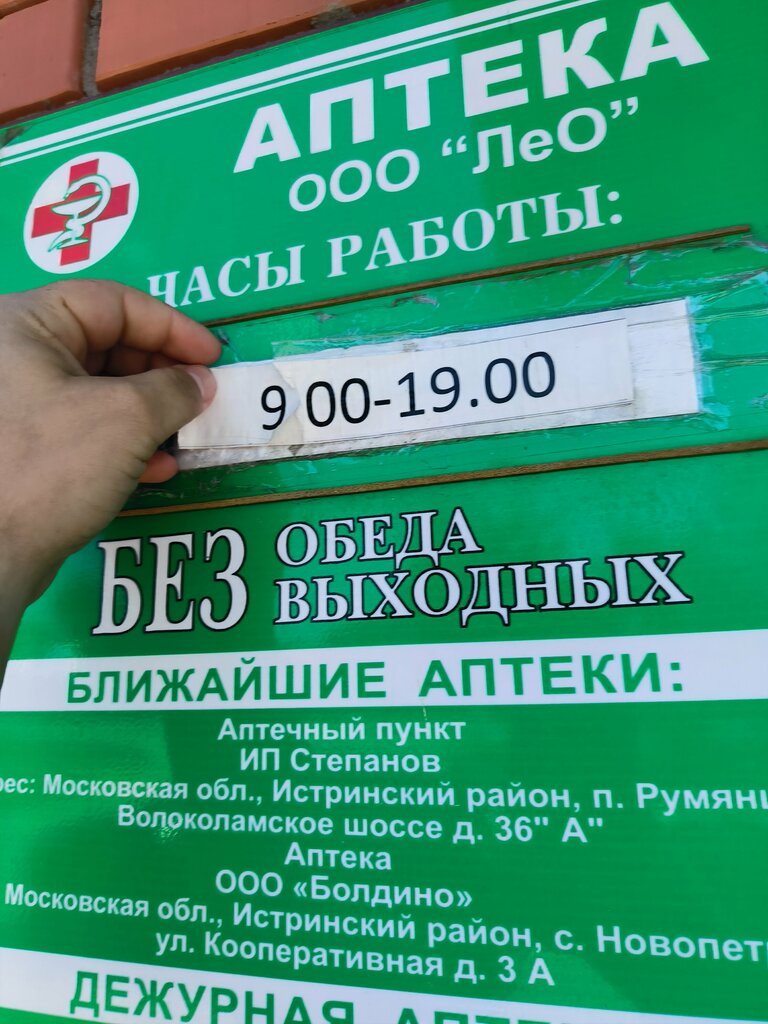 АПТЕКА
ООО “ЛеО”
ЧАСЫ РАБОТЫ:
9 00-19.00
БЕЗ ОБЕДА
ВЫХОДНЫХ
БЛИЖАЙШИЕ АПТЕКИ:
Аптечный пункт
ИП Степанов
Московская обл., Истринский район, п.
Волоколамское шоссе д. 36" А"
Аптека
ООО «Болдино»
Московская обл., Истринский район, с.
ул. Кооперативная д. 3 А
ДЕЖУРНАЯ